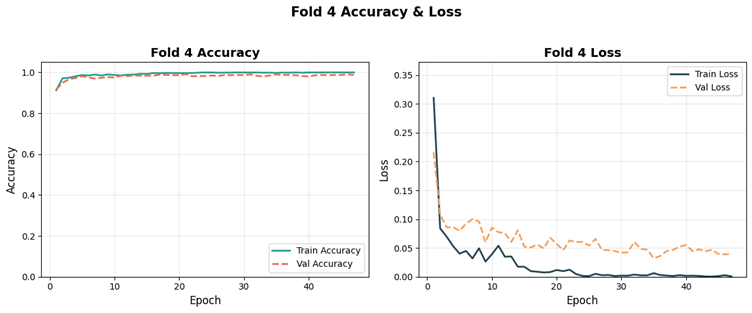 Fold 4 Accuracy & Loss
Fold 4 Accuracy
Accuracy
1.0
0.8
0.6
0.4
0.2
0.0
0
10
20
30
40
Epoch
Train Accuracy
Val Accuracy
Fold 4 Loss
Loss
0.35
0.30
0.25
0.20
0.15
0.10
0.05
0.00
0
10
20
30
40
Epoch
Train Loss
Val Loss